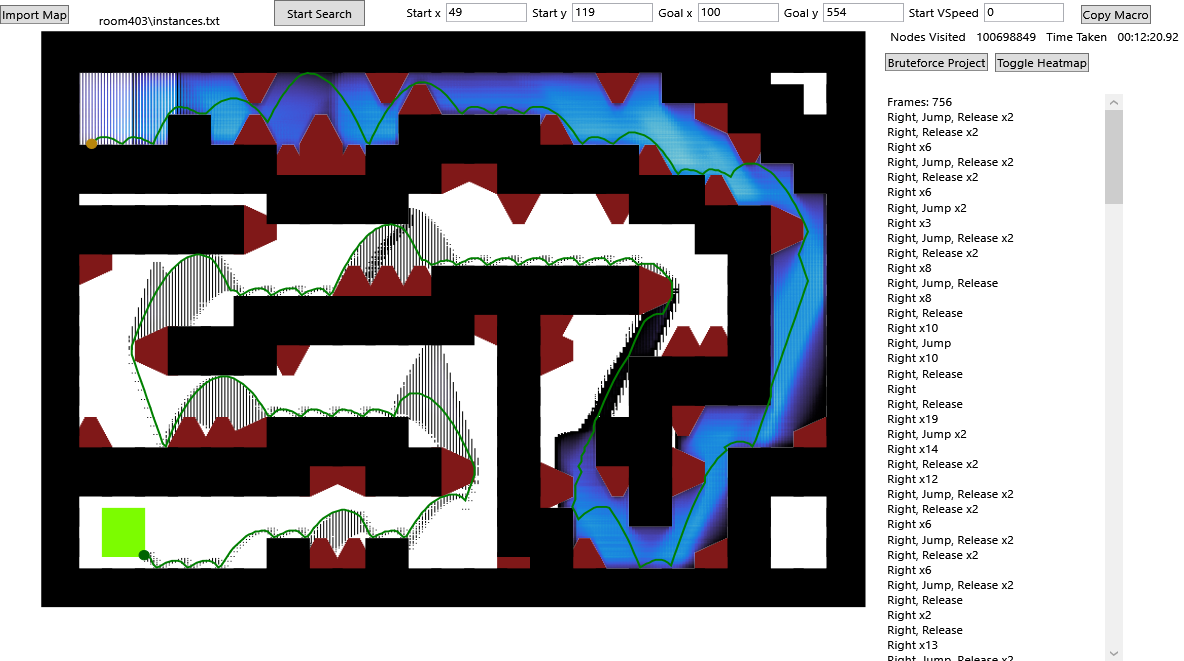 Import Map room403\instances.txt Start Search Start x 49 Start y 119 Goal x 100 Goal y 554 Start VSpeed 0 Copy Macro
Nodes Visited 100698849 Time Taken 00:12:20.92
Bruteforce Project Toggle Heatmap
Frames: 756
Right, Jump, Release x2
Right, Release x2
Right x6
Right, Jump, Release x2
Right, Release x2
Right x6
Right, Jump x2
Right x3
Right, Jump, Release x2
Right, Release x2
Right x8
Right, Jump, Release
Right x8
Right, Release
Right x10
Right, Jump
Right x10
Right, Release
Right
Right, Release
Right x19
Right, Jump x2
Right x14
Right, Release x2
Right x12
Right, Jump, Release x2
Right, Release x2
Right x6
Right, Jump, Release x2
Right, Release x2
Right x6
Right, Jump, Release x2
Right, Release
Right x2
Right, Release
Right x13
Right, Jump, Release x2